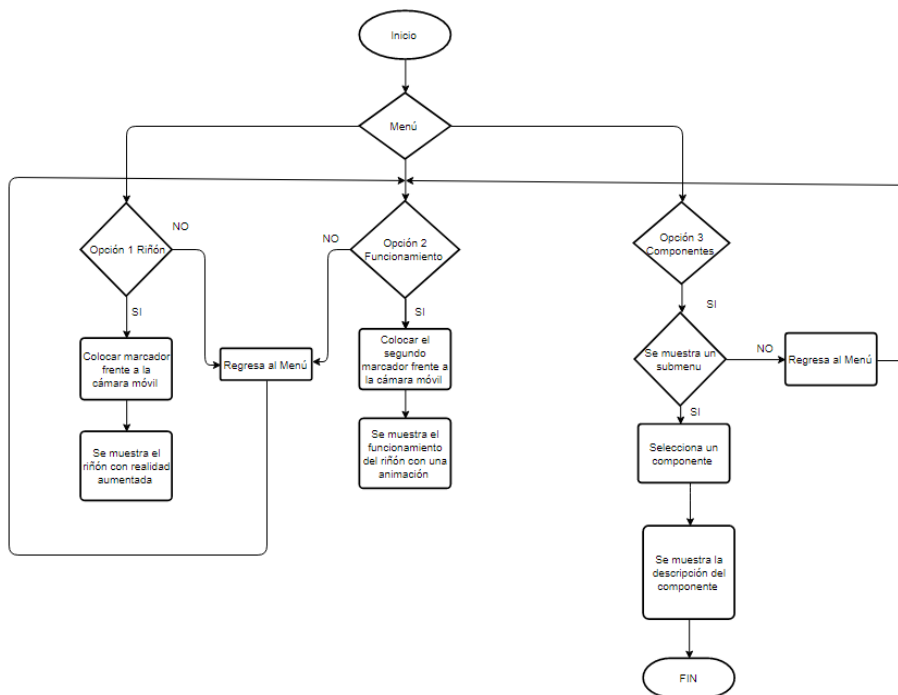 Inicio
Menú
Opción 1 Riñón
NO
SI
Colocar marcador
frente a la
cámara móvil
Se muestra el
riñón con realidad
aumentada
Regresa al Menú
NO
Opción 2
Funcionamiento
SI
Colocar el
segundo
marcador frente a
la cámara móvil
Se muestra el
funcionamiento
del riñón con una
animación
Opción 3
Componentes
SI
Se muestra un
submenu
NO
Regresa al Menú
SI
Selecciona un
componente
Se muestra la
descripción del
componente
FIN